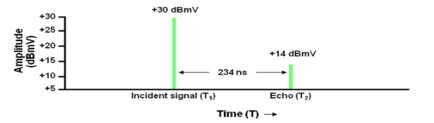 +30 dBmV
+30
+25
+20
+15
+10
+5
Amplitude
(dBmV)
+14 dBmV
234 ns
Incident signal (T₁)
Echo (T₂)
Time (T) →